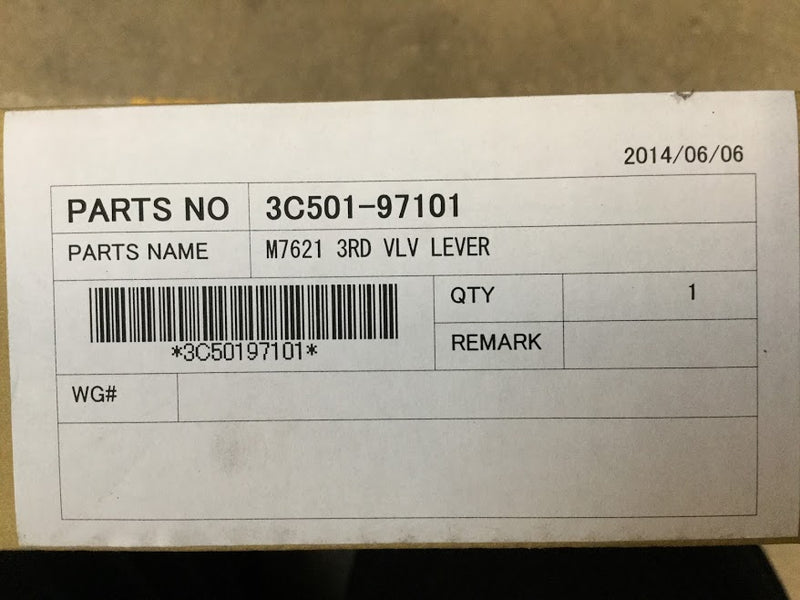 2014/06/06
PARTS NO 3C501-97101
PARTS NAME M7621 3RD VLV LEVER
QTY 1
*3C50197101*
REMARK
WG#